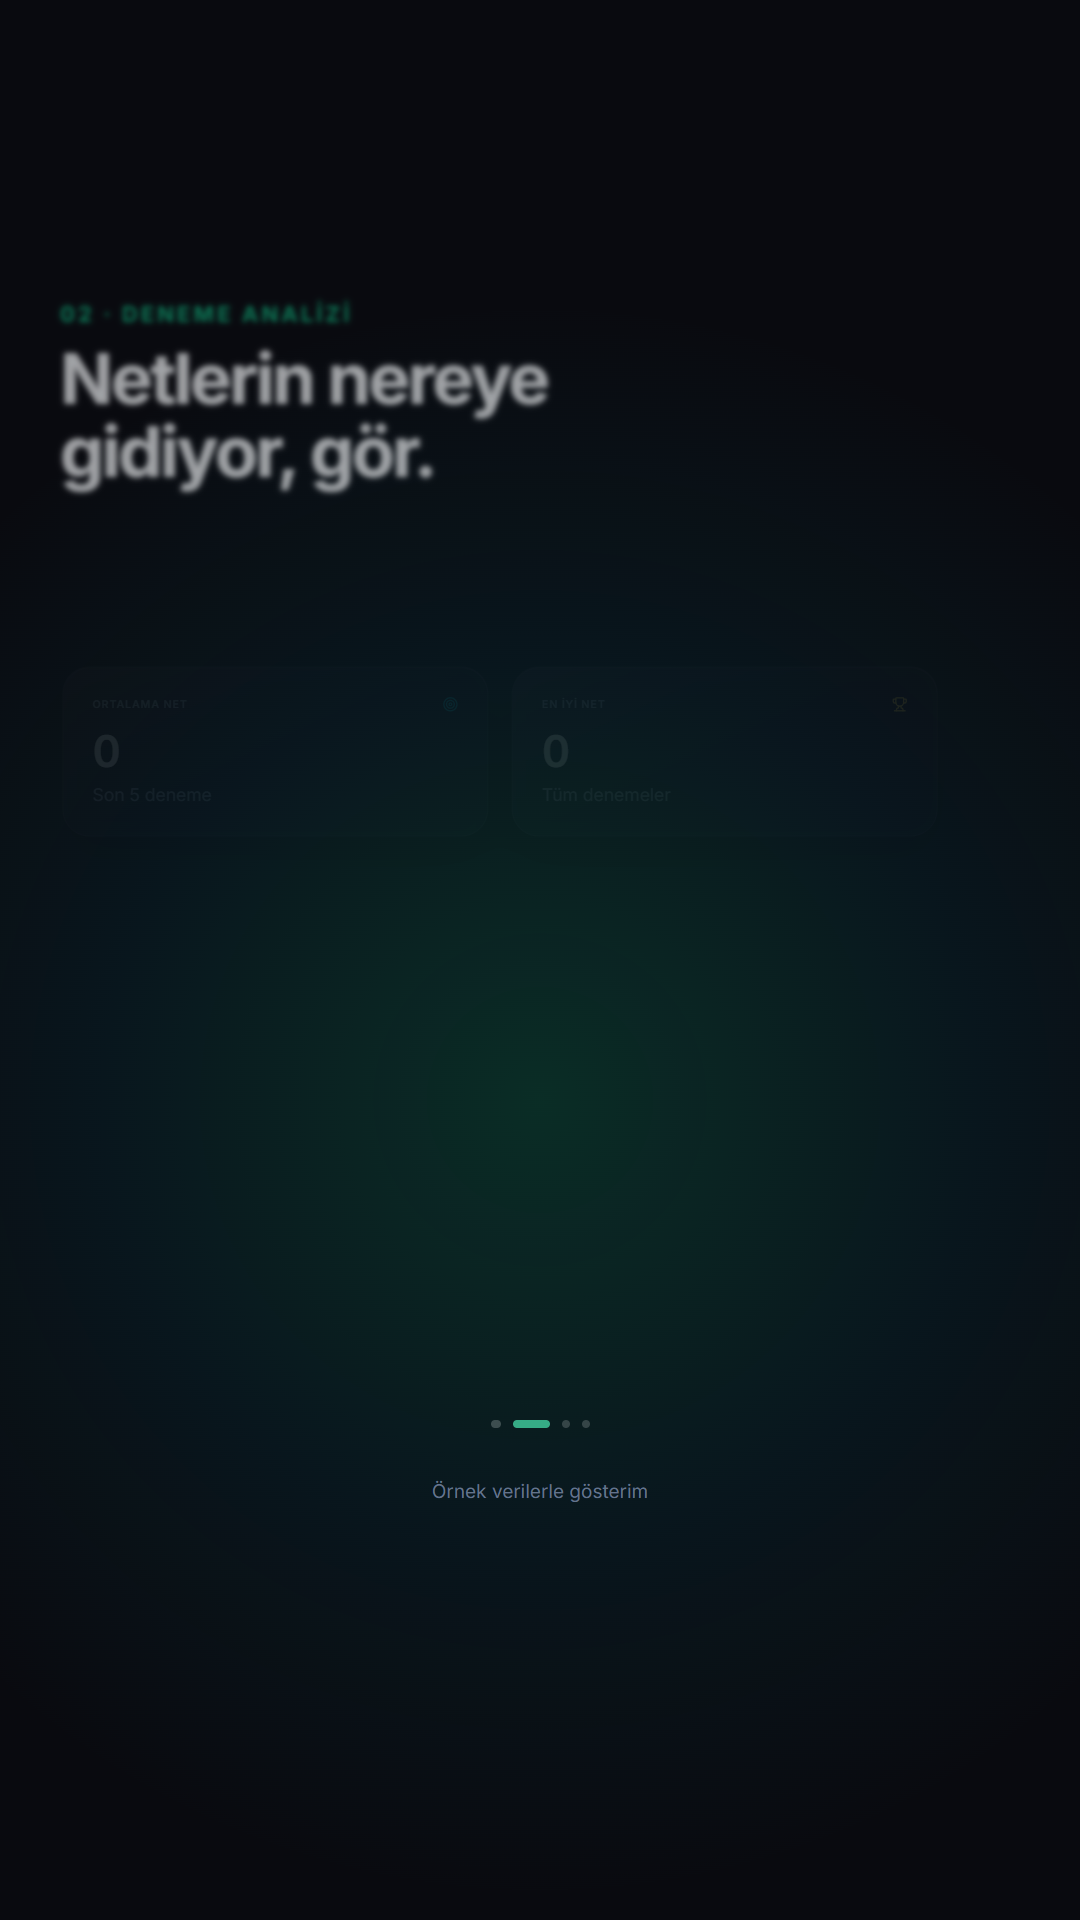 02 · DENEME ANALİZİ
Netlerin nereye
gidiyor, gör.
ORTALAMA NET
0
Son 5 deneme
EN İYİ NET
0
Tüm denemeler
Örnek verilerle gösterim